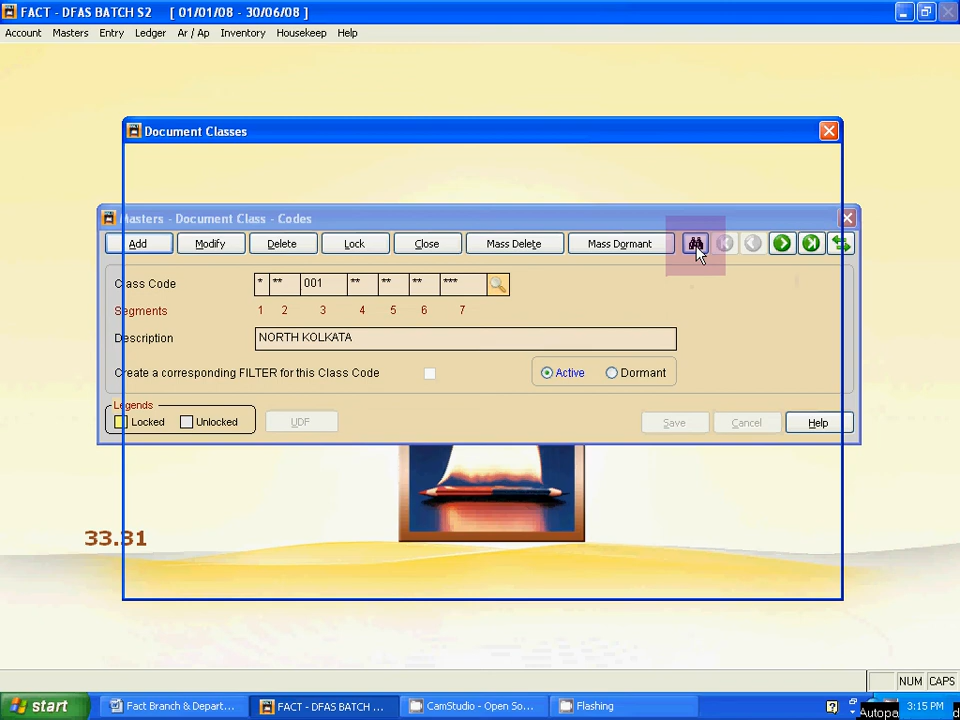 FACT - DFAS BATCH S2 [ 01/01/08 - 30/06/08 ]
Account Masters Entry Ledger Ar / Ap Inventory Housekeep Help
Document Classes
Masters - Document Class - Codes
Add Modify Delete Lock Close Mass Delete Mass Dormant
Class Code * ** 001 ** ** ** ***
Segments 1 2 3 4 5 6 7
Description NORTH KOLKATA
Create a corresponding FILTER for this Class Code Active Dormant
Legends
Locked Unlocked UDF Save Cancel Help
33.31
NUM CAPS
start Fact Branch & Depart... FACT - DFAS BATCH ... CamStudio - Open So... Flashing 3:15 PM
Autopa